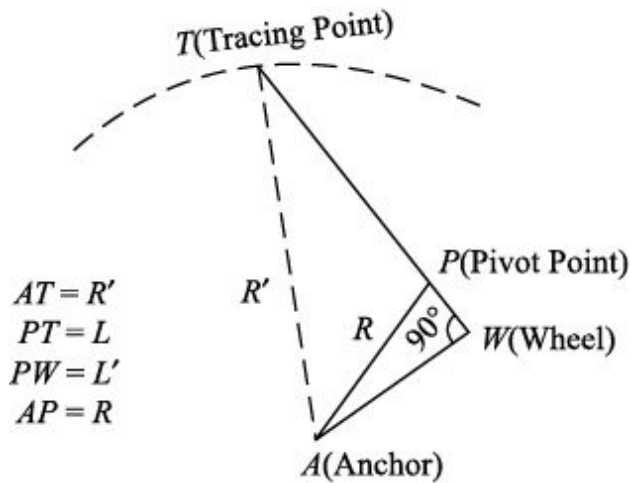 T(Tracing Point)
P(Pivot Point)
AT = R'
R'
R
90°
W(Wheel)
PT = L
PW = L'
AP = R
A(Anchor)